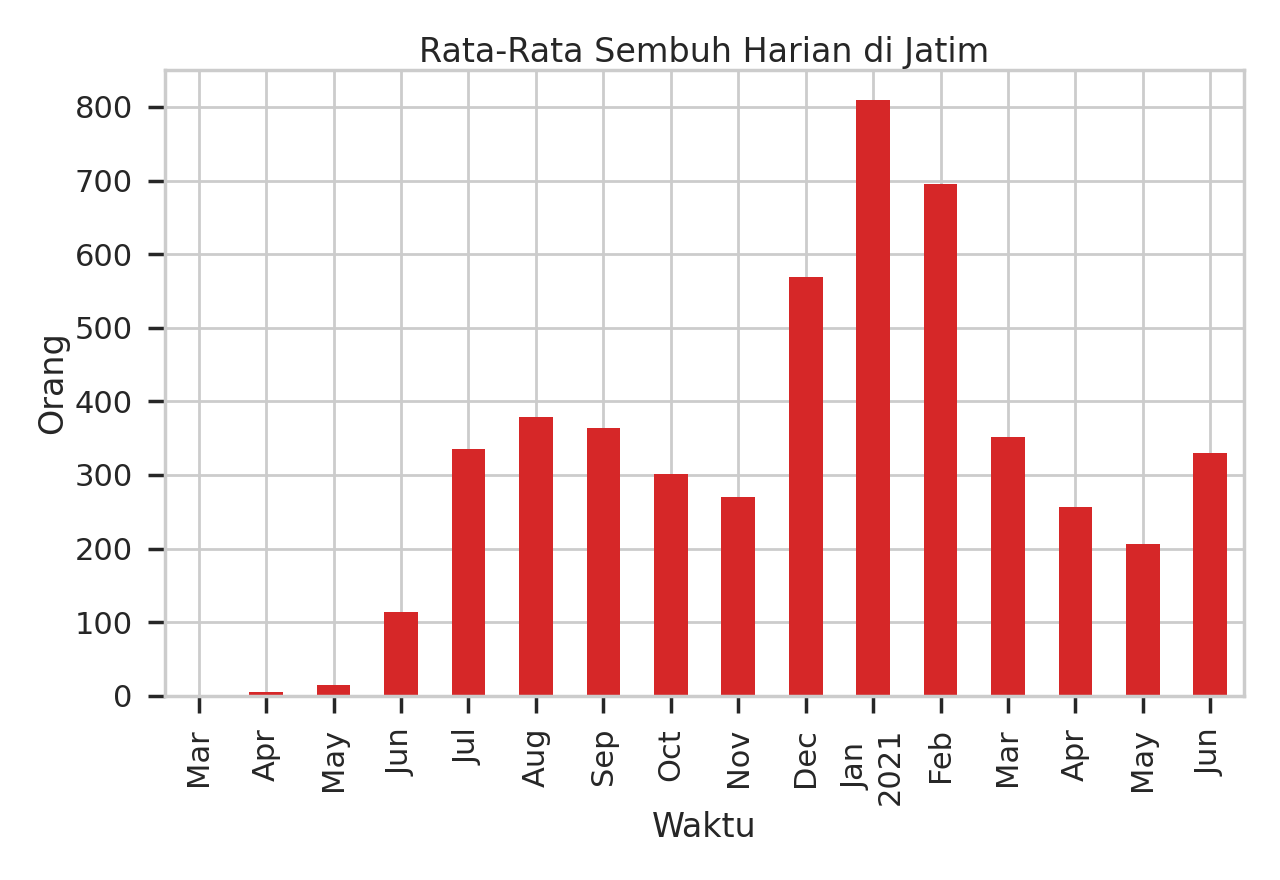 Rata-Rata Sembuh Harian di Jatim
800
700
600
500
400
300
200
100
0
Orang
Mar
Apr
May
Jun
Jul
Aug
Sep
Oct
Nov
Dec
Jan
2021
Feb
Mar
Apr
May
Jun
Waktu